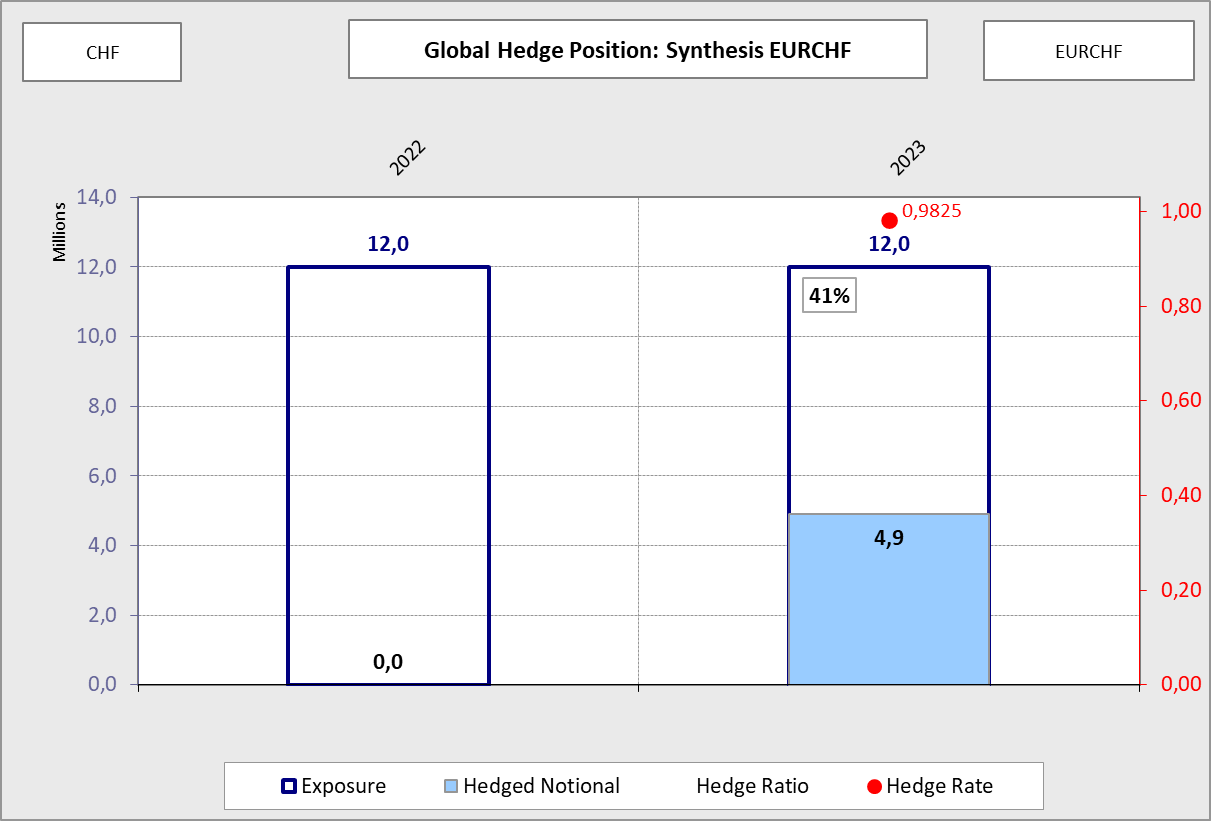 CHF
Global Hedge Position: Synthesis EURCHF
EURCHF
2022
2023
Millions
14,0
12,0
10,0
8,0
6,0
4,0
2,0
0,0
12,0
0,0
0,9825
12,0
41%
4,9
1,00
0,80
0,60
0,40
0,20
0,00
Exposure
Hedged Notional
Hedge Ratio
Hedge Rate